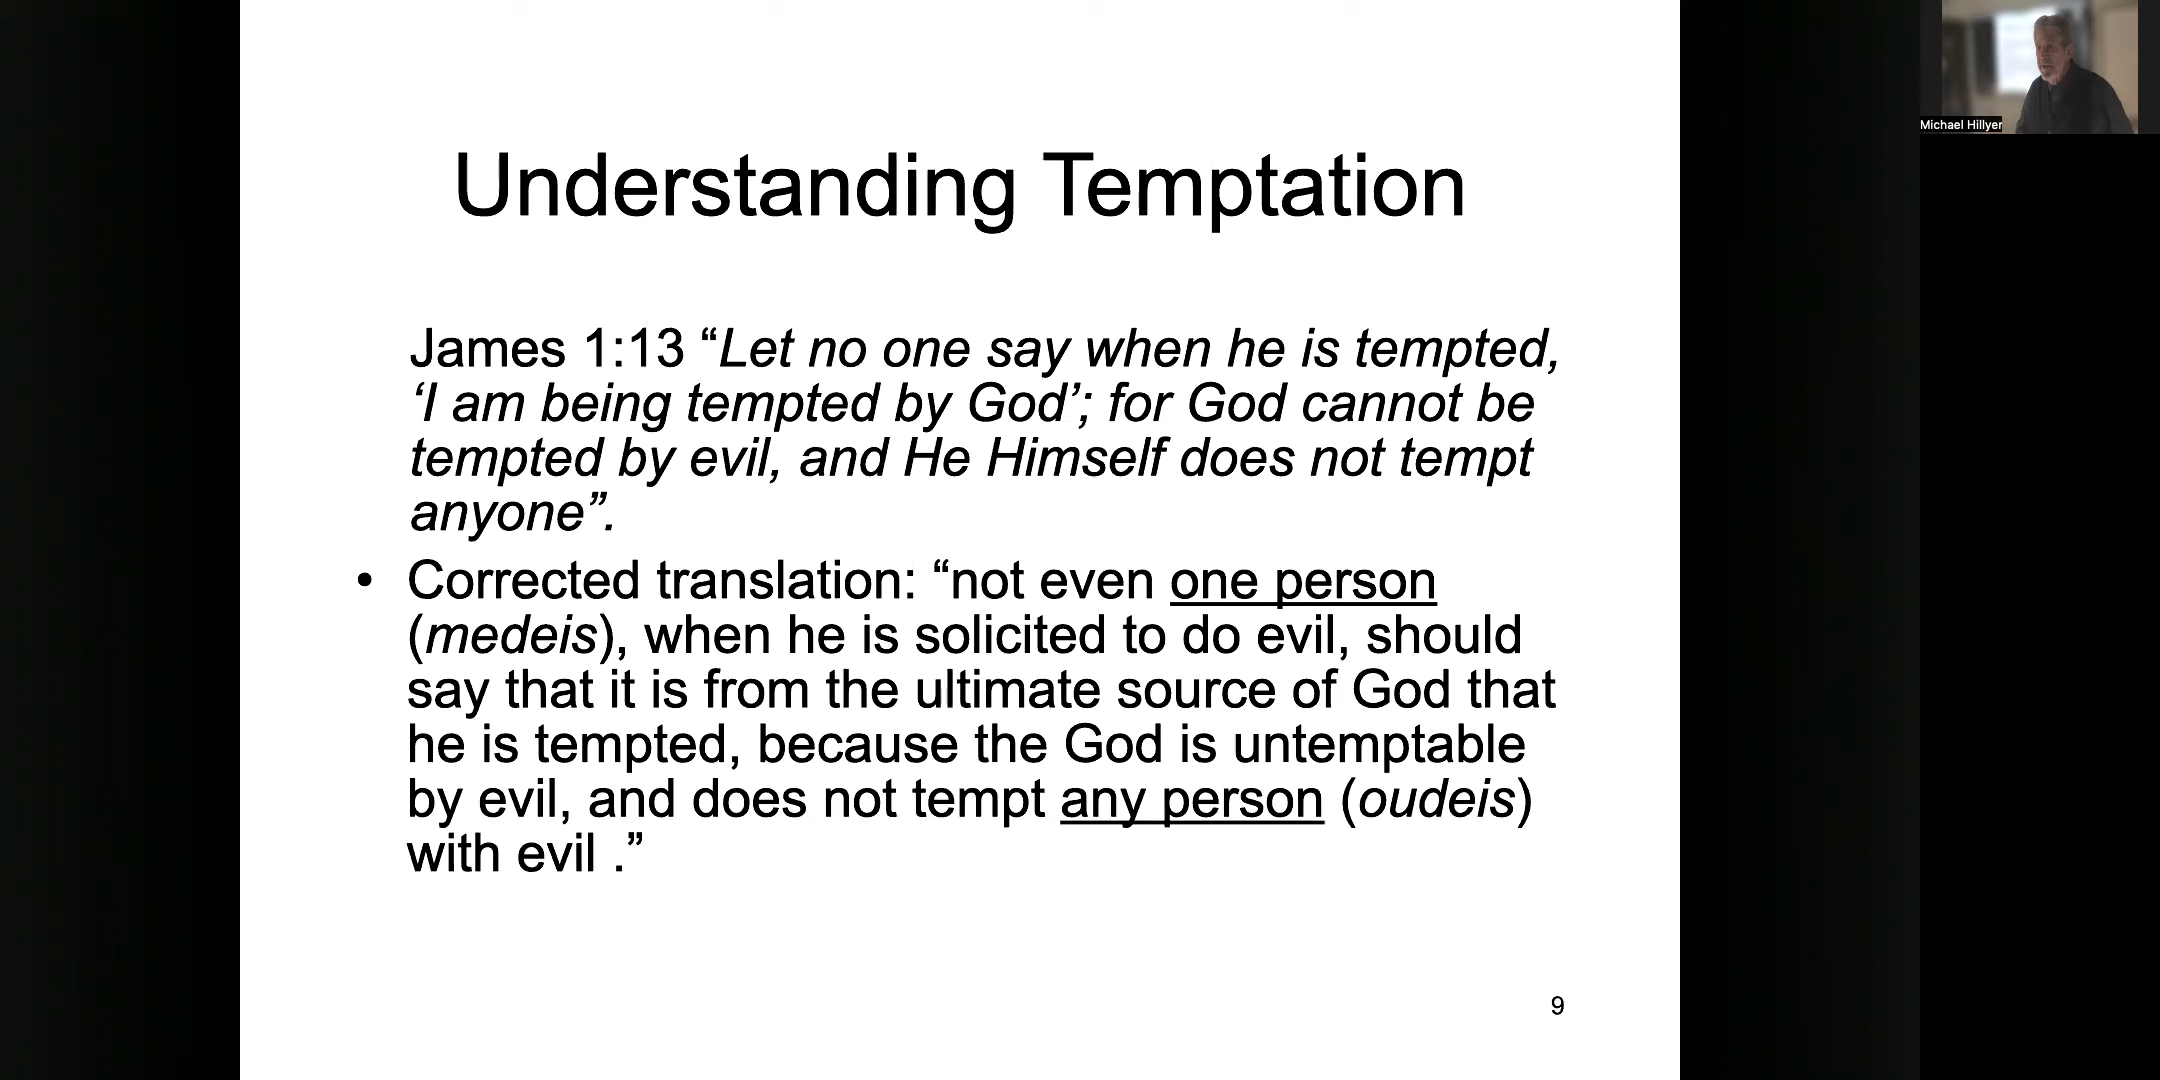 Michael Hillyer
Understanding Temptation
James 1:13 “Let no one say when he is tempted,
‘I am being tempted by God’; for God cannot be
tempted by evil, and He Himself does not tempt
anyone”.
• Corrected translation: “not even one person
(medeis), when he is solicited to do evil, should
say that it is from the ultimate source of God that
he is tempted, because the God is untemptable
by evil, and does not tempt any person (oudeis)
with evil .”
9